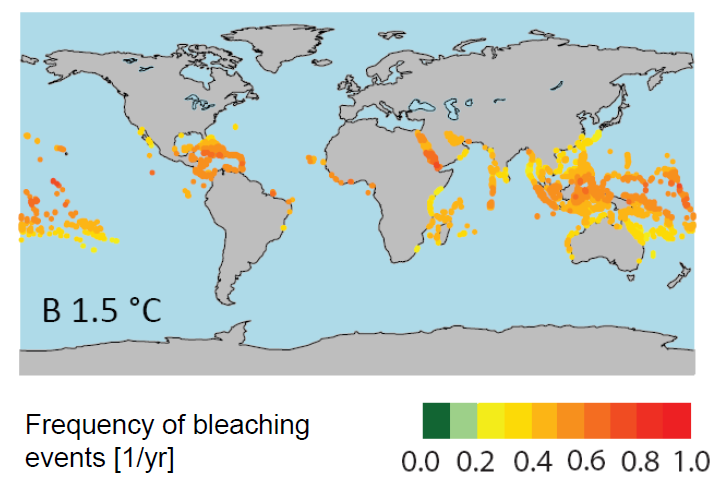 B 1.5 °C
Frequency of bleaching
events [1/yr]
0.0 0.2 0.4 0.6 0.8 1.0